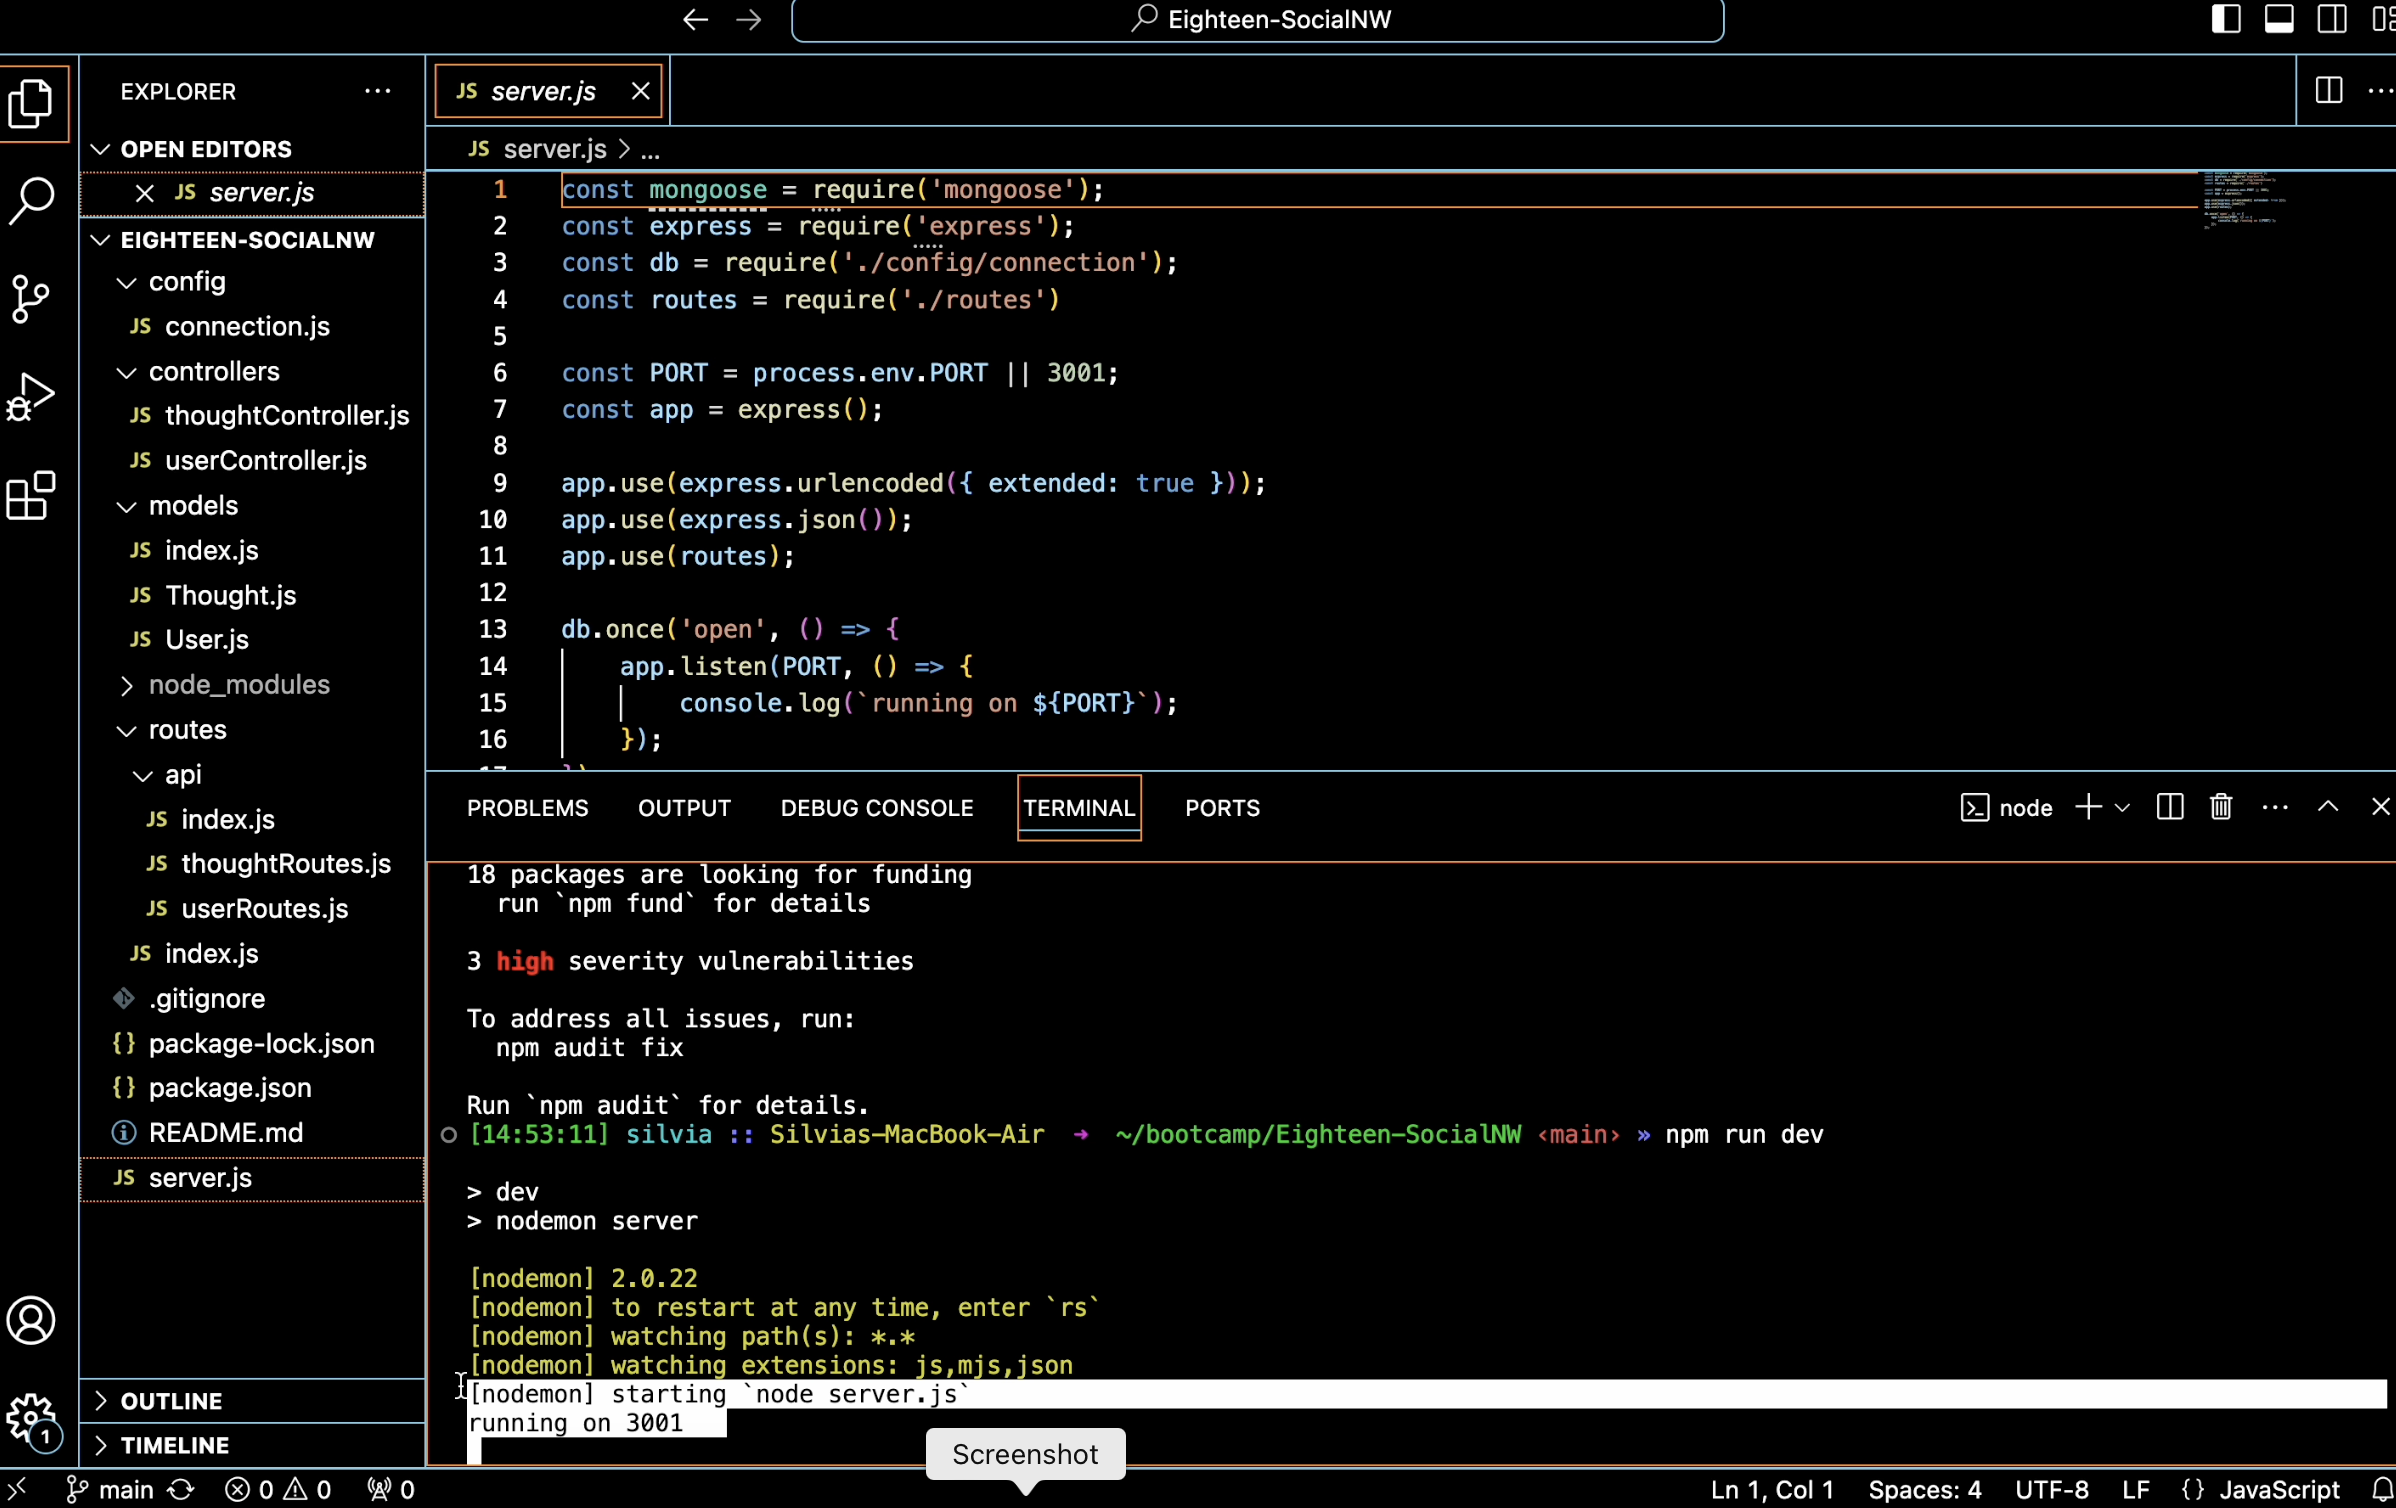 Eighteen-SocialNW
EXPLORER
OPEN EDITORS
JS server.js
EIGHTEEN-SOCIALNW
config
JS connection.js
controllers
JS thoughtController.js
JS userController.js
models
JS index.js
JS Thought.js
JS User.js
node_modules
routes
api
JS index.js
JS thoughtRoutes.js
JS userRoutes.js
JS index.js
.gitignore
{} package-lock.json
{} package.json
README.md
JS server.js
OUTLINE
TIMELINE
JS server.js
JS server.js > ...
1 const mongoose = require('mongoose');
2 const express = require('express');
3 const db = require('./config/connection');
4 const routes = require('./routes')
5
6 const PORT = process.env.PORT || 3001;
7 const app = express();
8
9 app.use(express.urlencoded({ extended: true }));
10 app.use(express.json());
11 app.use(routes);
12
13 db.once('open', () => {
14 app.listen(PORT, () => {
15 console.log(`running on ${PORT}`);
16 });
PROBLEMS OUTPUT DEBUG CONSOLE TERMINAL PORTS
node
18 packages are looking for funding
run `npm fund` for details
3 high severity vulnerabilities
To address all issues, run:
npm audit fix
Run `npm audit` for details.
[14:53:11] silvia :: Silvias-MacBook-Air ➜ ~/bootcamp/Eighteen-SocialNW ‹main› » npm run dev
> dev
> nodemon server
[nodemon] 2.0.22
[nodemon] to restart at any time, enter `rs`
[nodemon] watching path(s): *.*
[nodemon] watching extensions: js,mjs,json
[nodemon] starting `node server.js`
running on 3001
Screenshot
1
main 0 0 0
Ln 1, Col 1 Spaces: 4 UTF-8 LF {} JavaScript